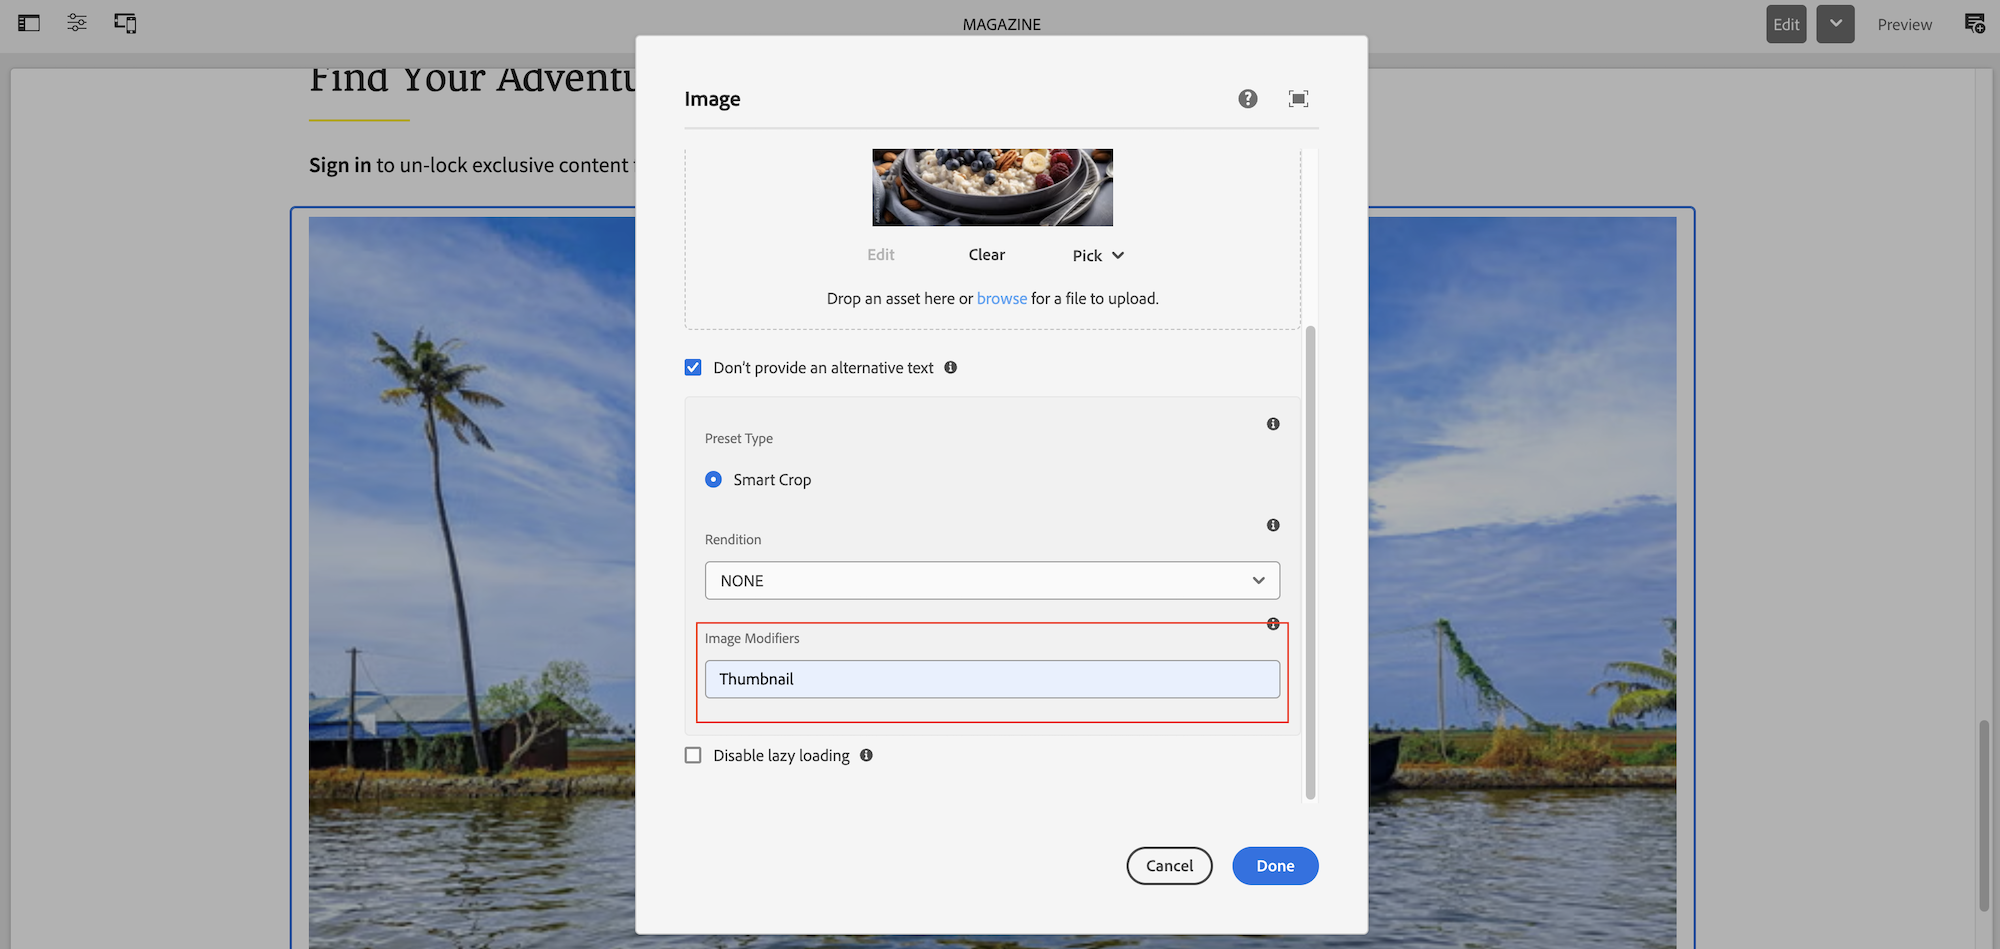 MAGAZINE
Edit
Preview
Find Your Adventu
Sign in to un-lock exclusive content
Image
Edit
Clear
Pick
Drop an asset here or browse for a file to upload.
Don't provide an alternative text
Preset Type
Smart Crop
Rendition
NONE
Image Modifiers
Thumbnail
Disable lazy loading
Cancel
Done